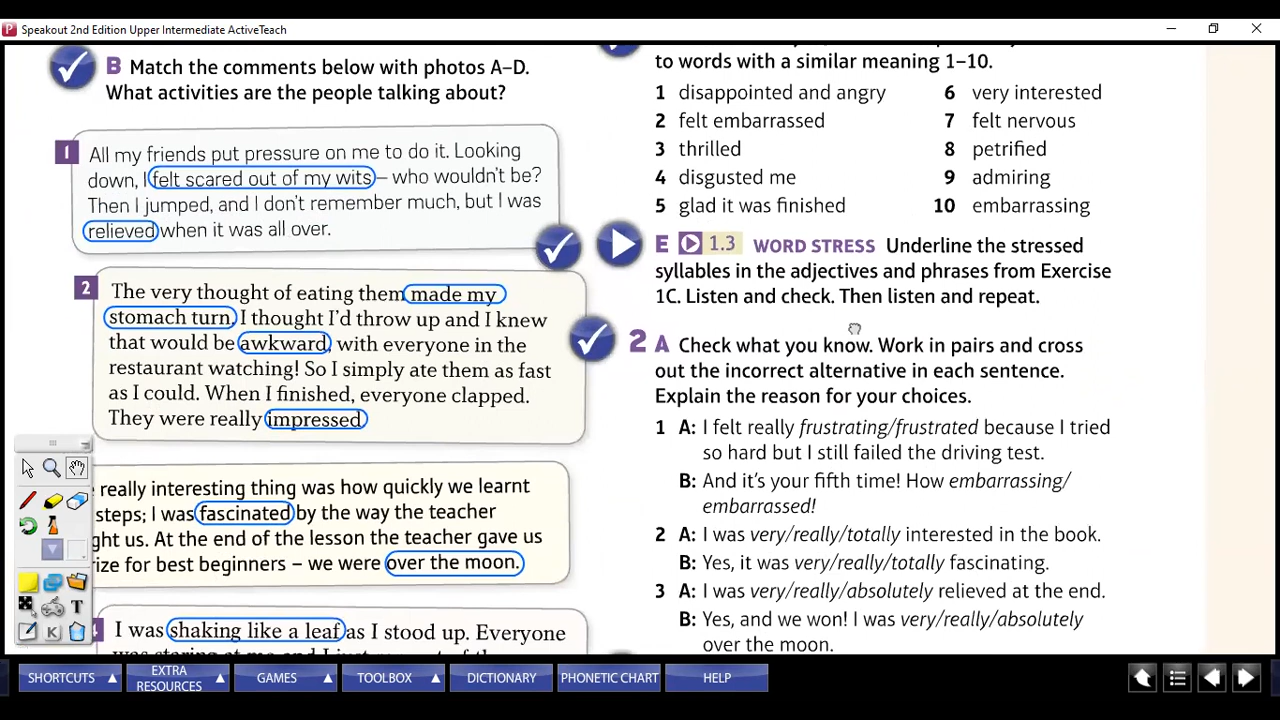 Speakout 2nd Edition Upper Intermediate ActiveTeach
B Match the comments below with photos A–D.
What activities are the people talking about?
1
All my friends put pressure on me to do it. Looking
down, I felt scared out of my wits – who wouldn't be?
Then I jumped, and I don't remember much, but I was
relieved when it was all over.
2
The very thought of eating them made my
stomach turn. I thought I'd throw up and I knew
that would be awkward, with everyone in the
restaurant watching! So I simply ate them as fast
as I could. When I finished, everyone clapped.
They were really impressed
really interesting thing was how quickly we learnt
steps; I was fascinated by the way the teacher
ght us. At the end of the lesson the teacher gave us
rize for best beginners – we were over the moon.
I was shaking like a leaf as I stood up. Everyone
to words with a similar meaning 1–10.
1 disappointed and angry
2 felt embarrassed
3 thrilled
4 disgusted me
5 glad it was finished
6 very interested
7 felt nervous
8 petrified
9 admiring
10 embarrassing
E 1.3 WORD STRESS Underline the stressed
syllables in the adjectives and phrases from Exercise
1C. Listen and check. Then listen and repeat.
2 A Check what you know. Work in pairs and cross
out the incorrect alternative in each sentence.
Explain the reason for your choices.
1 A: I felt really frustrating/frustrated because I tried
so hard but I still failed the driving test.
B: And it's your fifth time! How embarrassing/
embarrassed!
2 A: I was very/really/totally interested in the book.
B: Yes, it was very/really/totally fascinating.
3 A: I was very/really/absolutely relieved at the end.
B: Yes, and we won! I was very/really/absolutely
over the moon.
T
K
SHORTCUTS
EXTRA
RESOURCES
GAMES
TOOLBOX
DICTIONARY
PHONETIC CHART
HELP